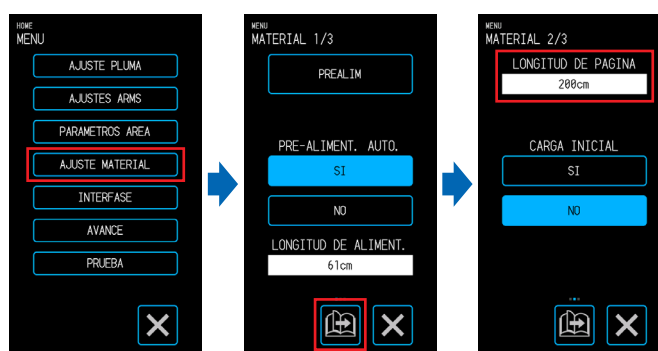 HOME
MENU
AJUSTE PLUMA
AJUSTES ARMS
PARAMETROS AREA
AJUSTE MATERIAL
INTERFASE
AVANCE
PRUEBA
MENU
MATERIAL 1/3
PREALIM
PRE-ALIMENT. AUTO.
SI
NO
LONGITUD DE ALIMENT.
61cm
MENU
MATERIAL 2/3
LONGITUD DE PAGINA
200cm
CARGA INICIAL
SI
NO